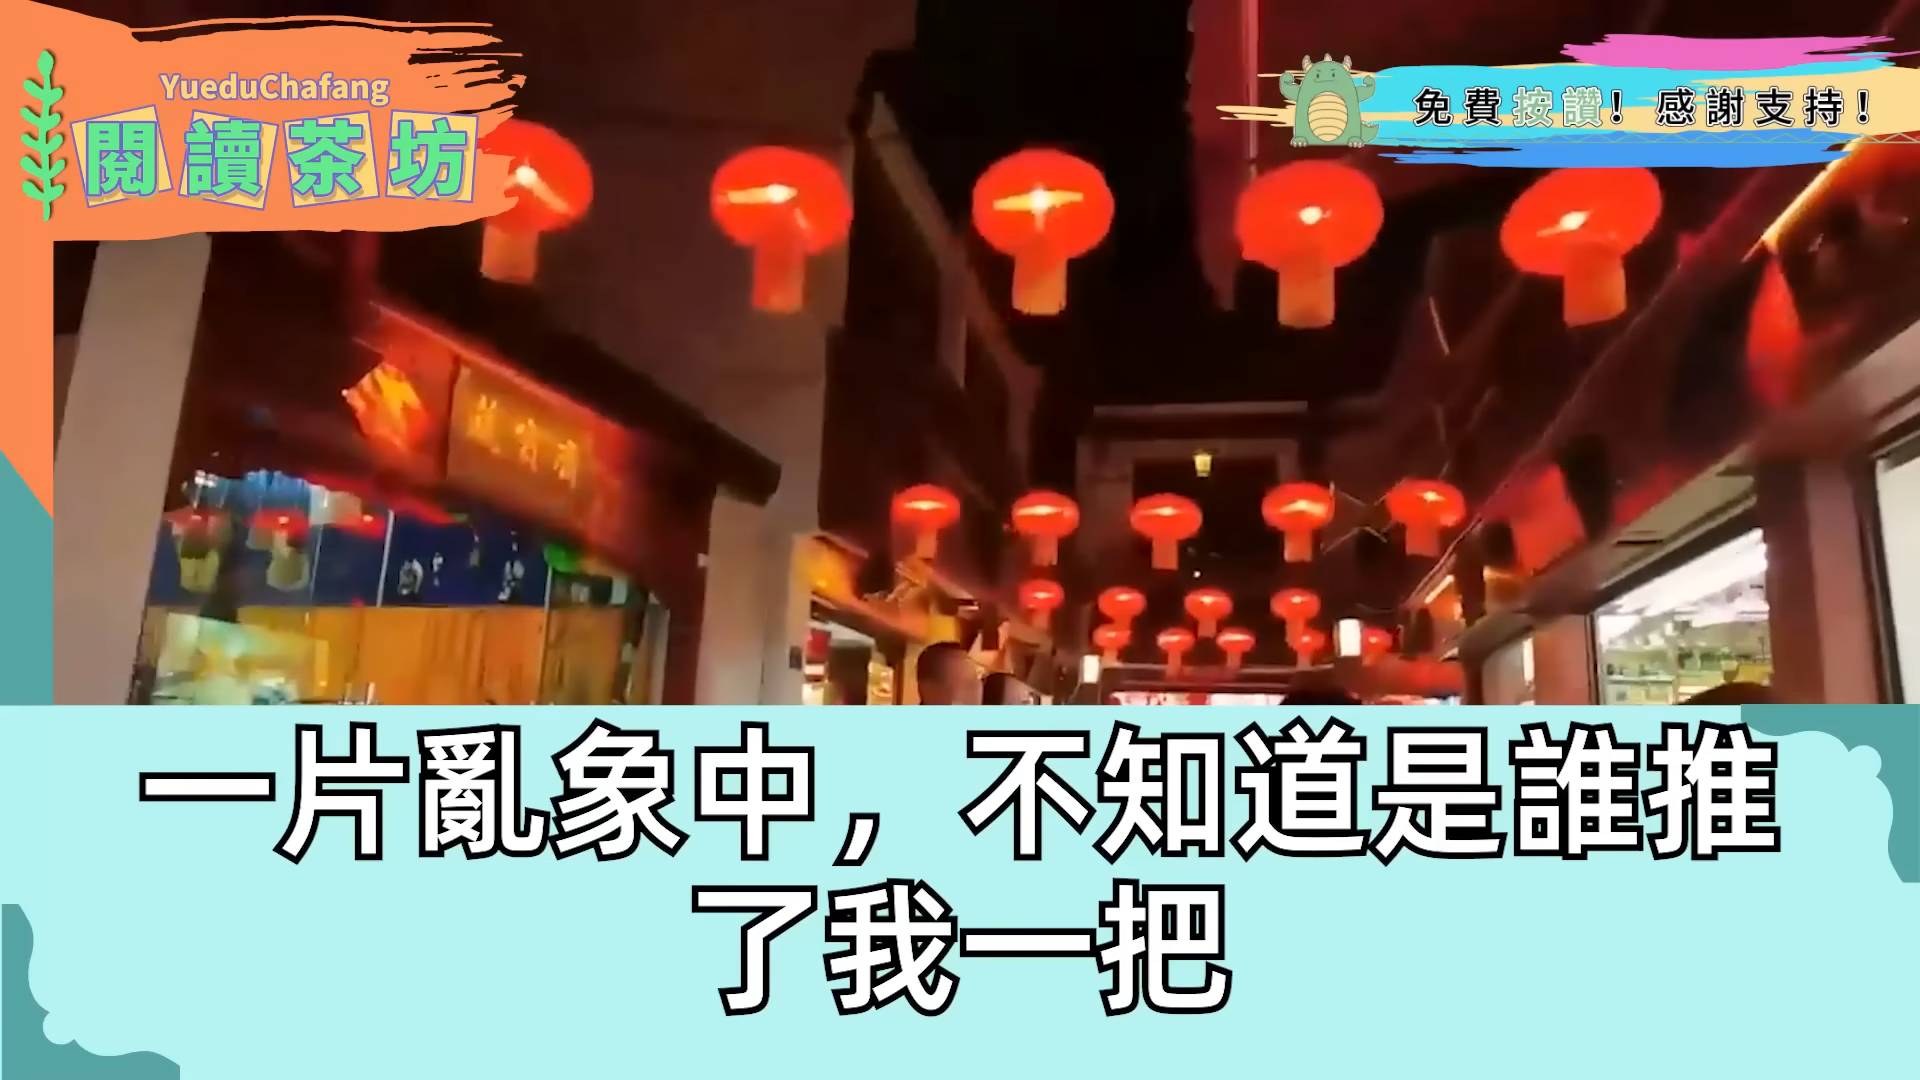 YueduChafang
閱讀茶坊
免費按讚！感謝支持！
一片亂象中，不知道是誰推
了我一把